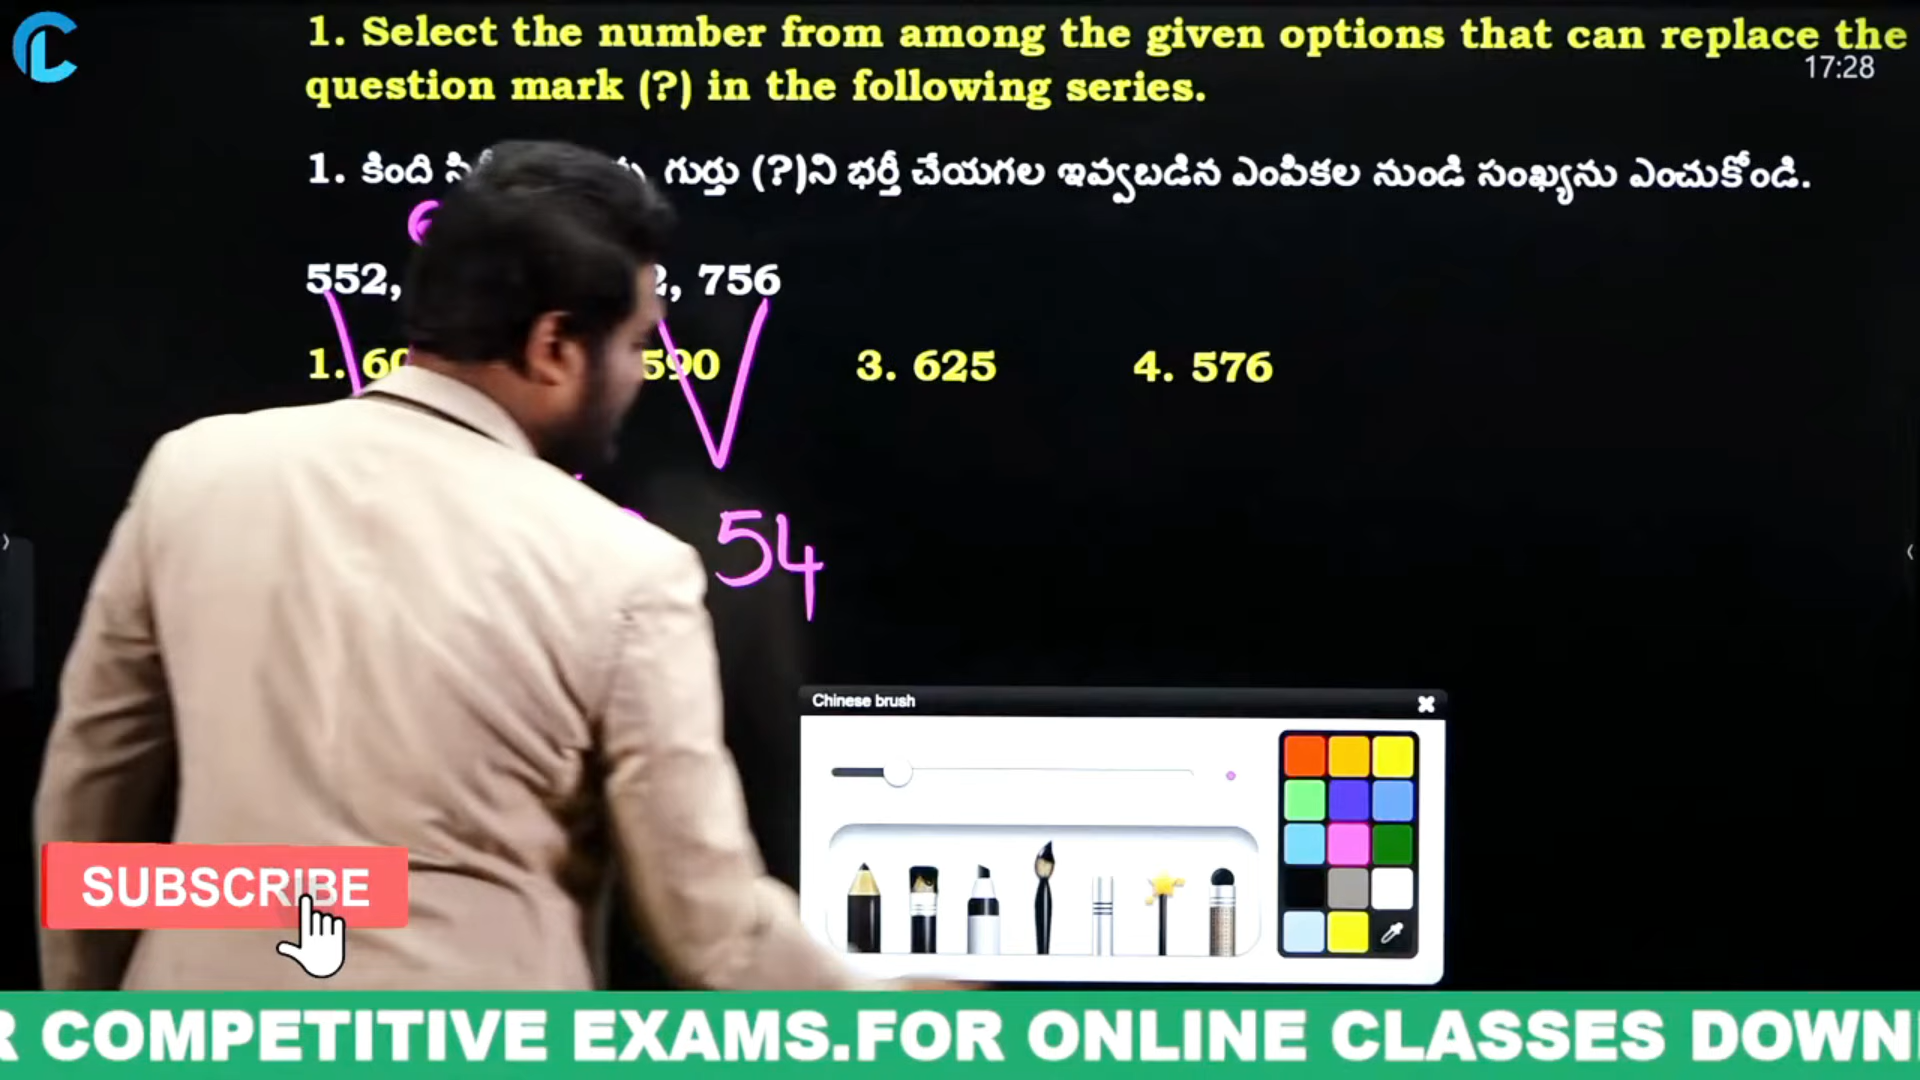 1. Select the number from among the given options that can replace the
17:28
question mark (?) in the following series.
1. కింది గుర్తు (?)ని భర్తీ చేయగల ఇవ్వబడిన ఎంపికల నుండి సంఖ్యను ఎంచుకోండి.
552, 756
1. 590 3. 625 4. 576
54
Chinese brush
SUBSCRIBE
COMPETITIVE EXAMS.FOR ONLINE CLASSES